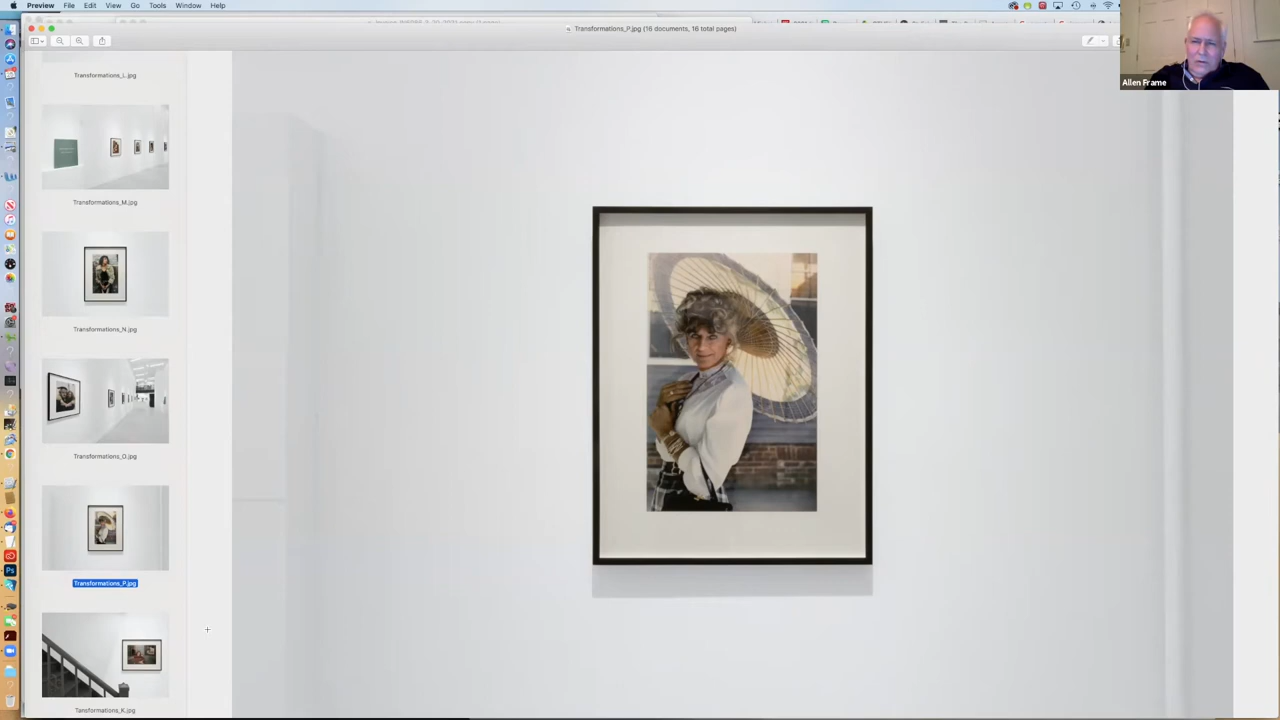 Preview File Edit View Go Tools Window Help
Transformations_P.jpg (16 documents, 16 total pages)
Allen Frame
Transformations_L.jpg
Transformations_M.jpg
Transformations_N.jpg
Transformations_O.jpg
Transformations_P.jpg
Tansformations_K.jpg